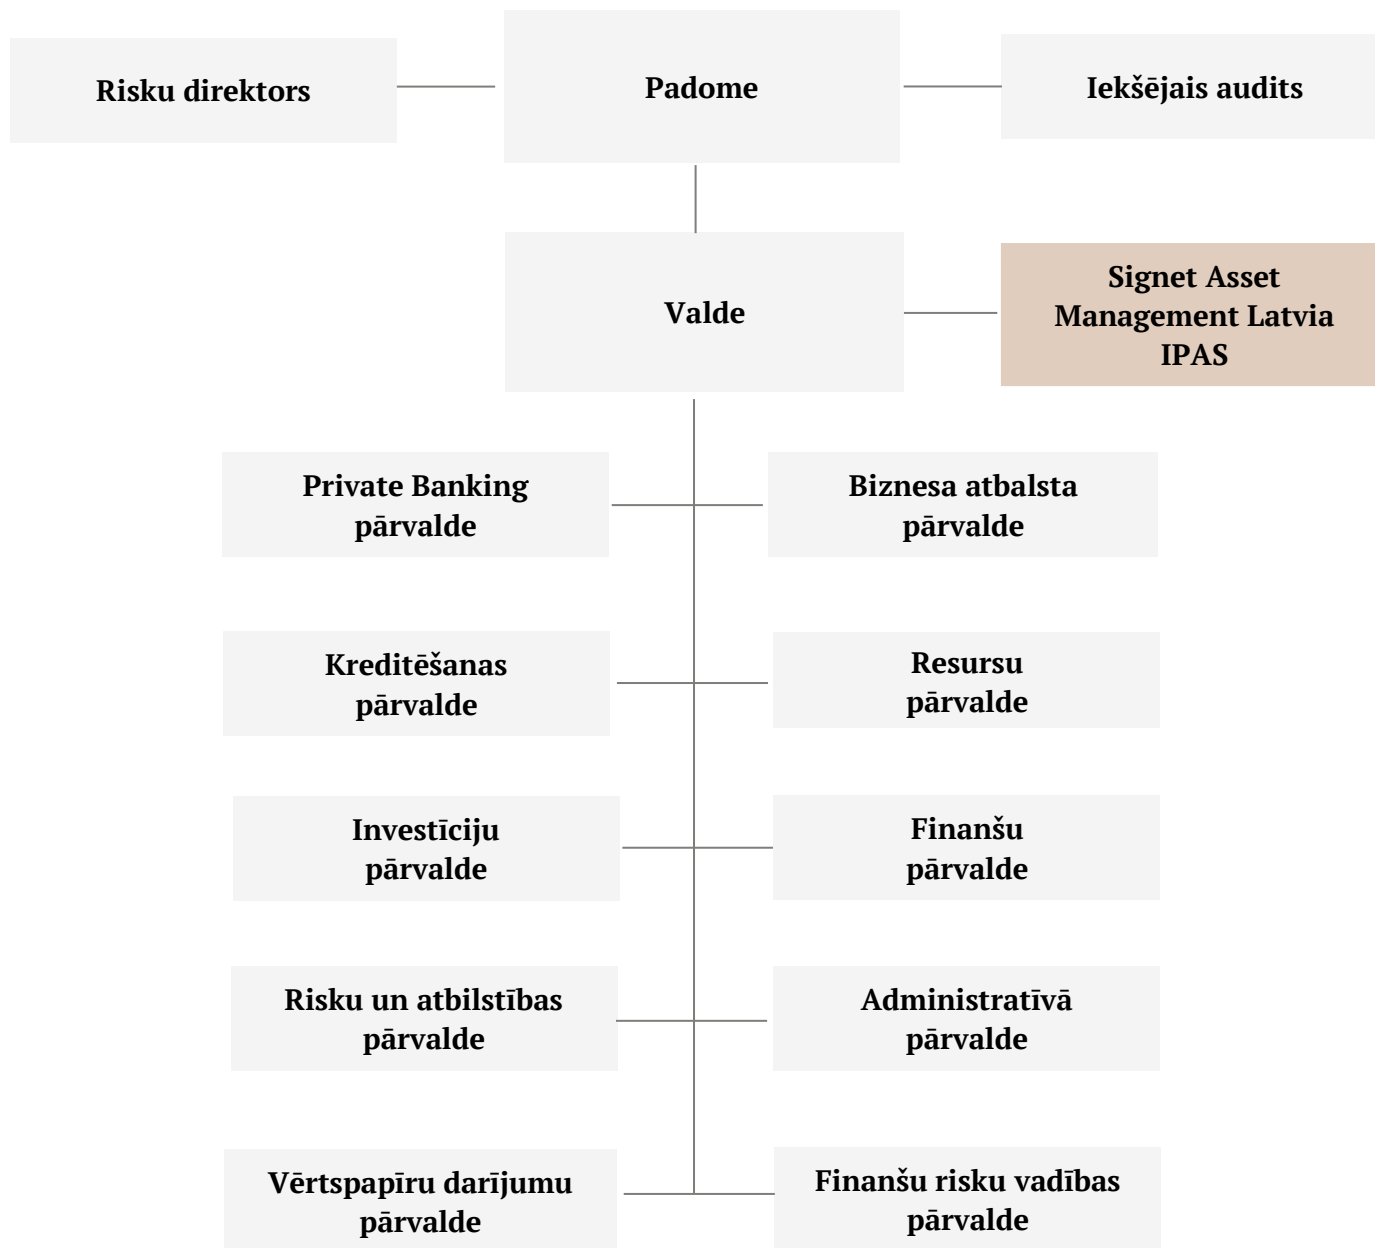 Risku direktors
Padome
Iekšējais audits
Valde
Signet Asset
Management Latvia
IPAS
Private Banking
pārvalde
Biznesa atbalsta
pārvalde
Kreditēšanas
pārvalde
Resursu
pārvalde
Investīciju
pārvalde
Finanšu
pārvalde
Risku un atbilstības
pārvalde
Administratīvā
pārvalde
Vērtspapīru darījumu
pārvalde
Finanšu risku vadības
pārvalde